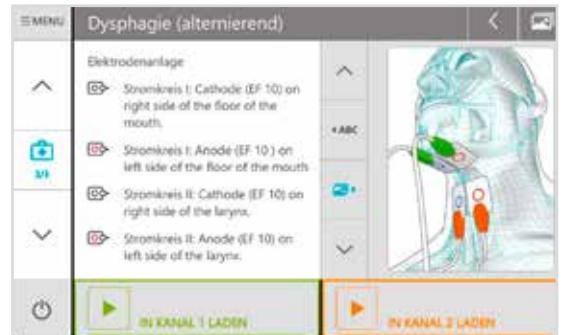 ≡MENU
Dysphagie (alternierend)
Elektrodenanlage
Stromkreis I: Cathode (EF 10) on
right side of the floor of the
mouth.
Stromkreis I: Anode (EF 10 ) on
left side of the floor of the mouth
Stromkreis II: Cathode (EF 10) on
right side of the larynx.
Stromkreis II: Anode (EF 10) on
left side of the larynx.
ABC
IN KANAL 1 LADEN
IN KANAL 2 LADEN